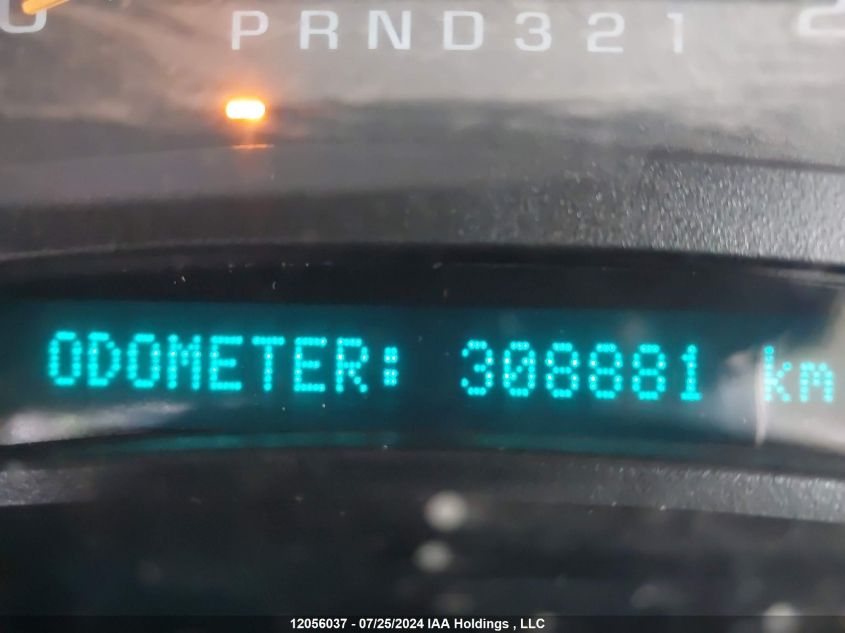 PRND321
ODOMETER: 308881 km
12056037 - 07/25/2024 IAA Holdings , LLC